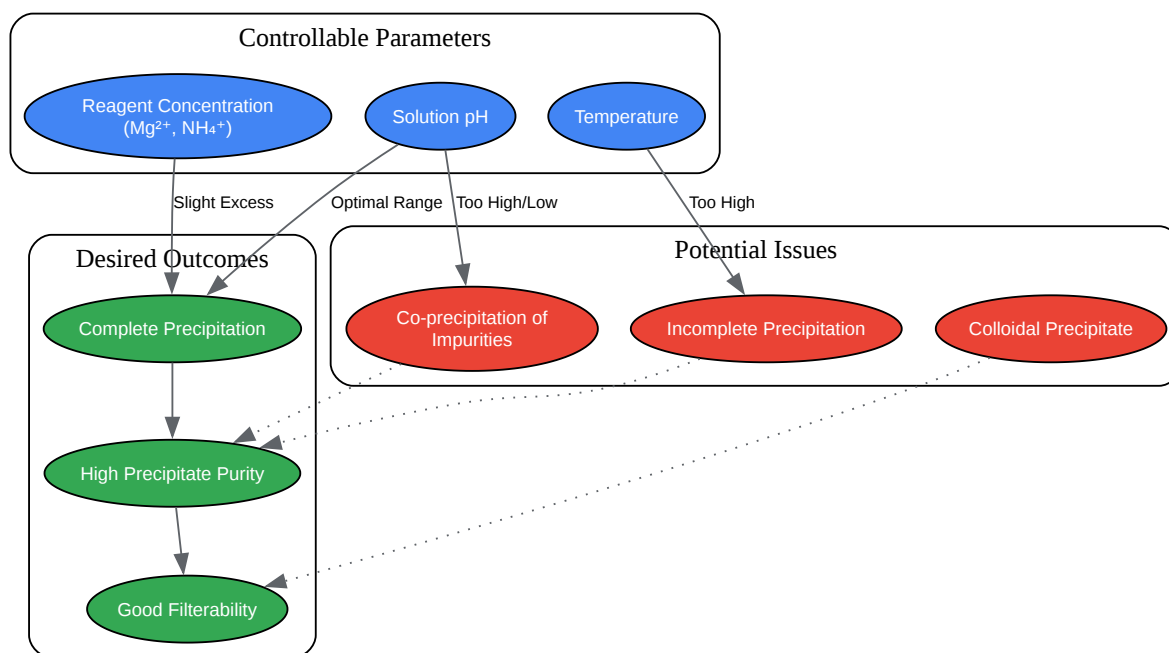 Controllable Parameters
Reagent Concentration
(Mg²⁺, NH₄⁺)
Solution pH
Temperature
Slight Excess
Optimal Range
Too High/Low
Too High
Desired Outcomes
Potential Issues
Complete Precipitation
Co-precipitation of
Impurities
Incomplete Precipitation
Colloidal Precipitate
High Precipitate Purity
Good Filterability